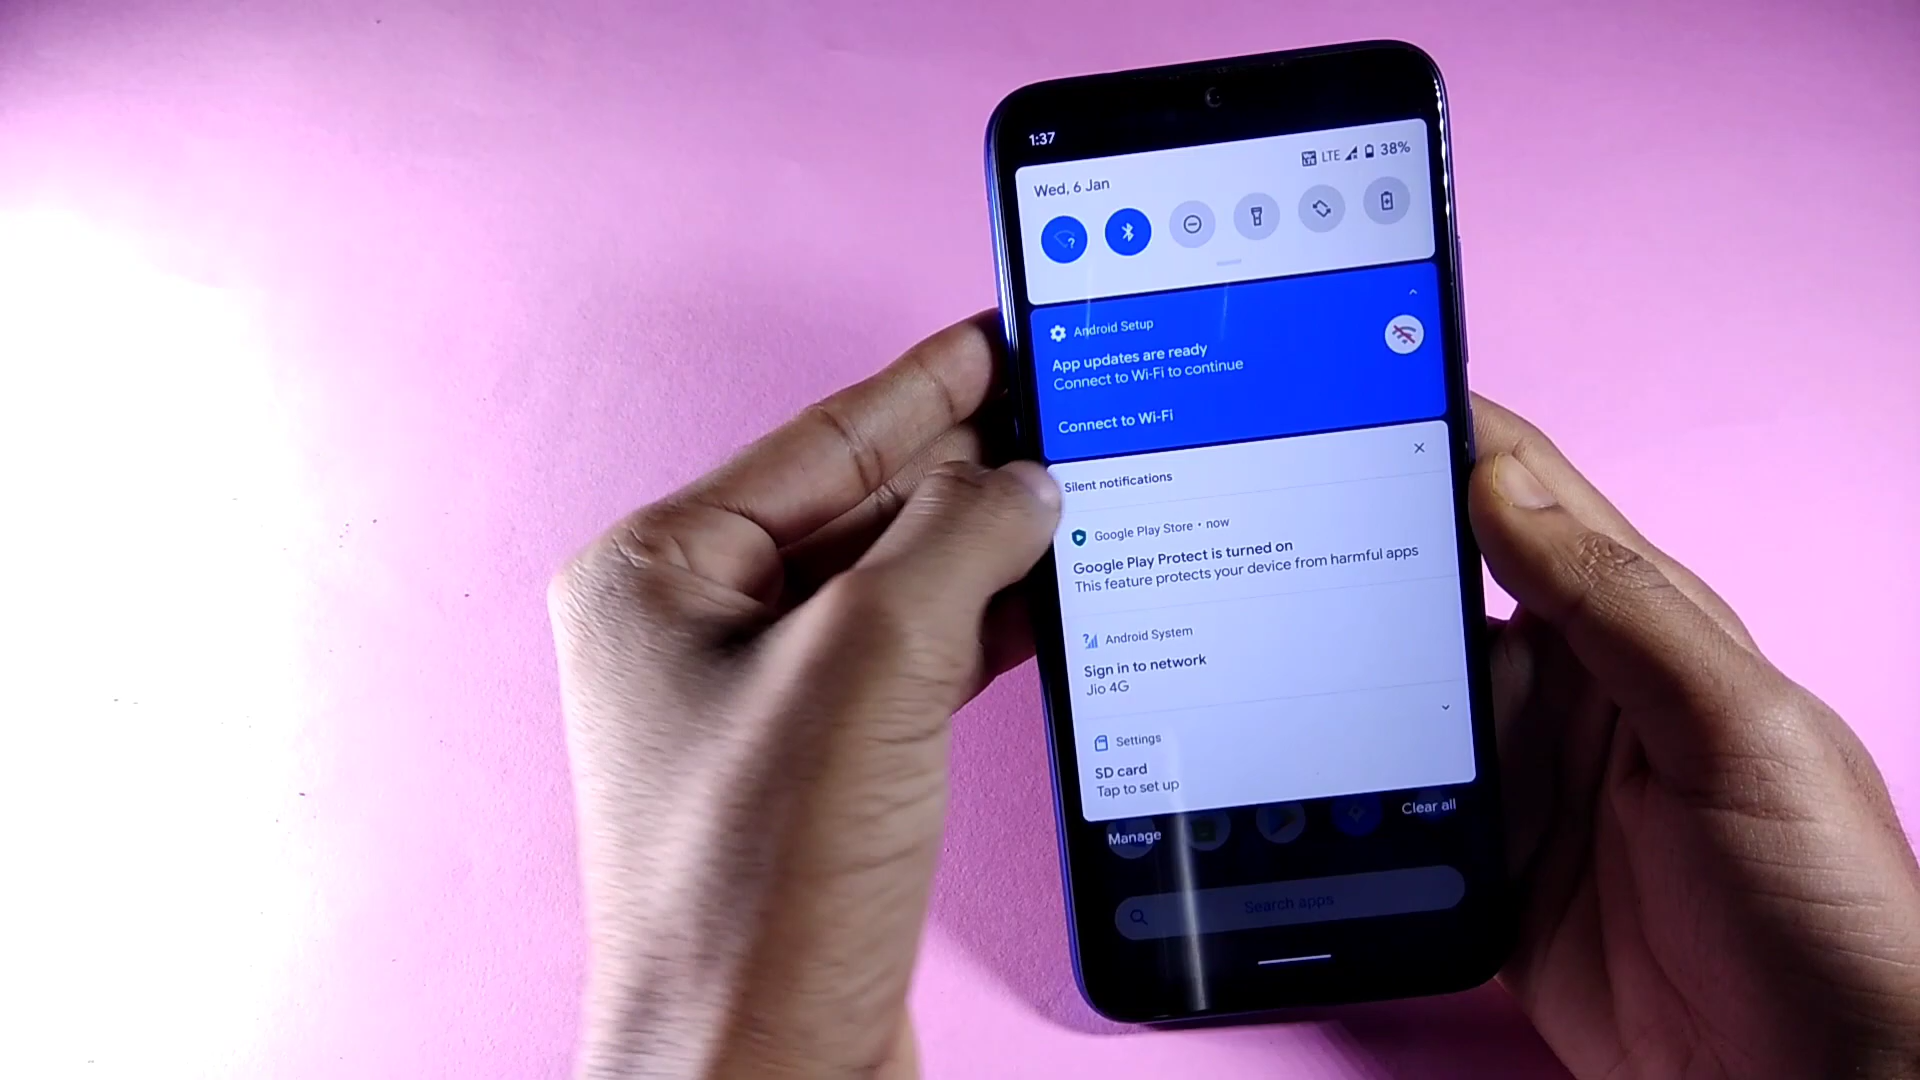 1:37
LTE 38%
Wed, 6 Jan
Android Setup
App updates are ready
Connect to Wi-Fi to continue
Connect to Wi-Fi
Silent notifications
Google Play Store • now
Google Play Protect is turned on
This feature protects your device from harmful apps
Android System
Sign in to network
Jio 4G
Settings
SD card
Tap to set up
Manage
Clear all
Search apps